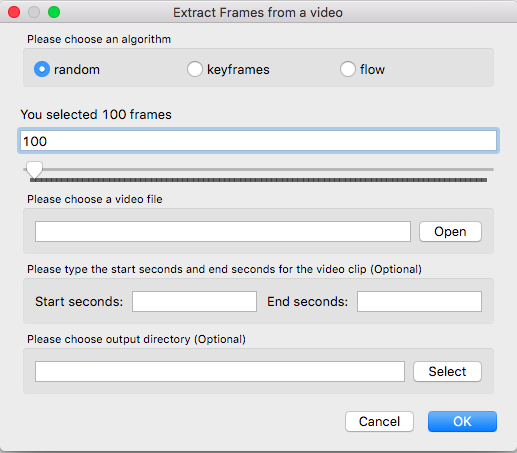 Extract Frames from a video
Please choose an algorithm
random keyframes flow
You selected 100 frames
100
Please choose a video file
Open
Please type the start seconds and end seconds for the video clip (Optional)
Start seconds: End seconds:
Please choose output directory (Optional)
Select
Cancel OK